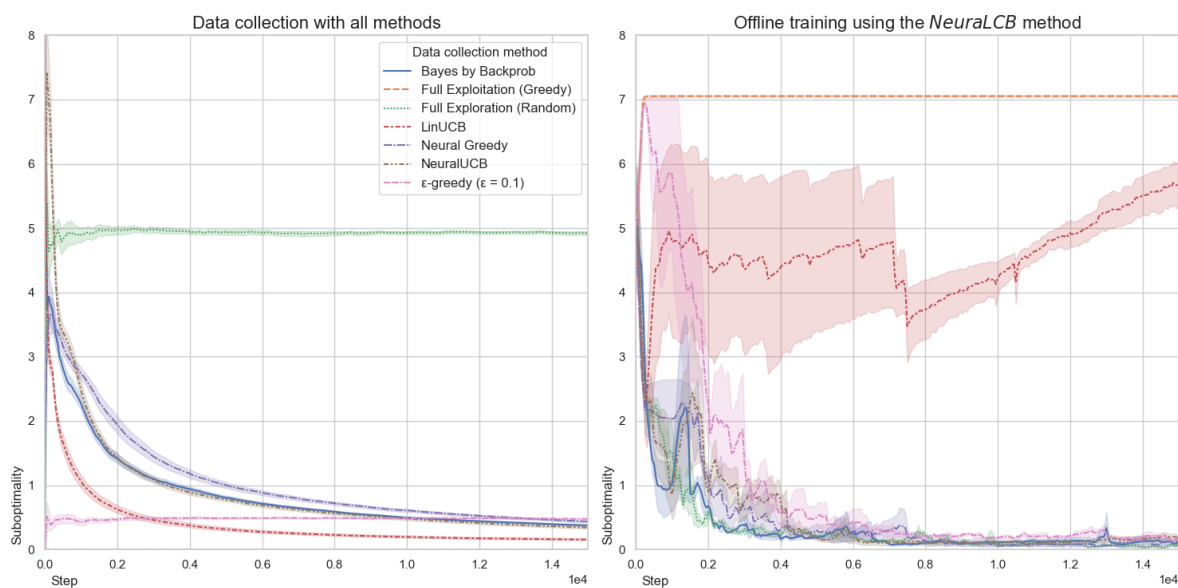 Data collection with all methods
8
7
6
5
4
3
2
1
0
Suboptimality
0.0
0.2
0.4
0.6
0.8
1.0
1.2
1.4
1e4
Step
Data collection method
Bayes by Backprob
Full Exploitation (Greedy)
Full Exploration (Random)
LinUCB
Neural Greedy
NeuralUCB
ε-greedy (ε = 0.1)
Offline training using the NeuraLCB method
8
7
6
5
4
3
2
1
0
Suboptimality
0.0
0.2
0.4
0.6
0.8
1.0
1.2
1.4
1e4
Step